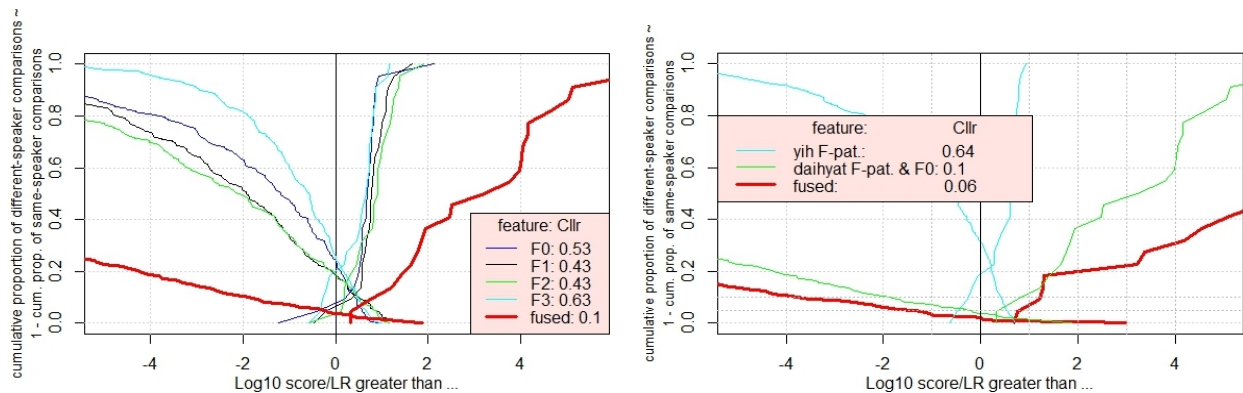 cumulative proportion of different-speaker comparisons ~
1 - cum. prop. of same-speaker comparisons
1.0
0.8
0.6
0.4
0.2
0.0
feature: Cllr
F0: 0.53
F1: 0.43
F2: 0.43
F3: 0.63
fused: 0.1
-4
-2
0
2
4
Log10 score/LR greater than ...
cumulative proportion of different-speaker comparisons ~
1 - cum. prop. of same-speaker comparisons
1.0
0.8
0.6
0.4
0.2
0.0
feature: Cllr
yih F-pat.: 0.64
daihyat F-pat. & F0: 0.1
fused: 0.06
-4
-2
0
2
4
Log10 score/LR greater than ...